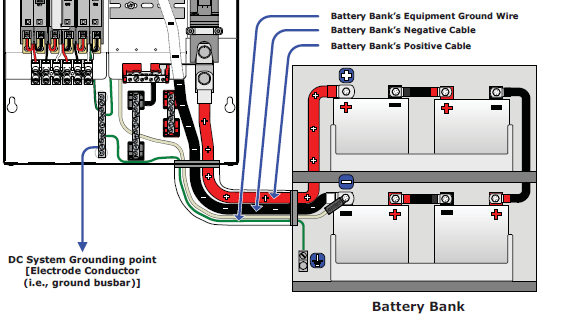 Battery Bank's Equipment Ground Wire
Battery Bank's Negative Cable
Battery Bank's Positive Cable
DC System Grounding point
[Electrode Conductor
(i.e., ground busbar)]
Battery Bank